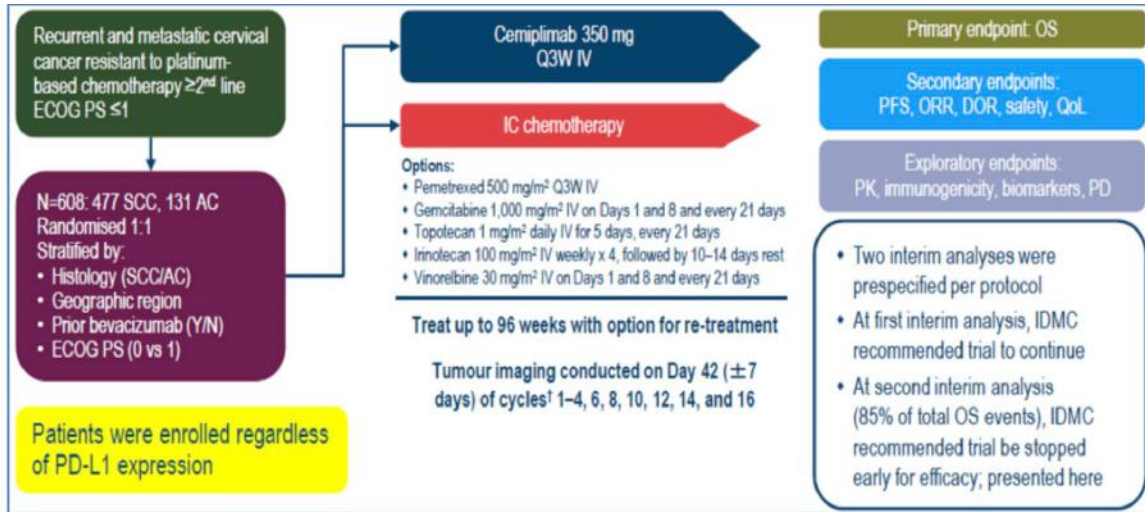 Recurrent and metastatic cervical
cancer resistant to platinum-
based chemotherapy ≥2nd line
ECOG PS ≤1
N=608: 477 SCC, 131 AC
Randomised 1:1
Stratified by:
• Histology (SCC/AC)
• Geographic region
• Prior bevacizumab (Y/N)
• ECOG PS (0 vs 1)
Patients were enrolled regardless
of PD-L1 expression
Cemiplimab 350 mg
Q3W IV
IC chemotherapy
Options:
♦ Pemetrexed 500 mg/m² Q3W IV
♦ Gemcitabine 1,000 mg/m² IV on Days 1 and 8 and every 21 days
♦ Topotecan 1 mg/m² daily IV for 5 days, every 21 days
♦ Irinotecan 100 mg/m² IV weekly x 4, followed by 10–14 days rest
♦ Vinorelbine 30 mg/m² IV on Days 1 and 8 and every 21 days
Treat up to 96 weeks with option for re-treatment
Tumour imaging conducted on Day 42 (±7
days) of cycles† 1–4, 6, 8, 10, 12, 14, and 16
Primary endpoint: OS
Secondary endpoints:
PFS, ORR, DOR, safety, QoL
Exploratory endpoints:
PK, immunogenicity, biomarkers, PD
• Two interim analyses were
prespecified per protocol
• At first interim analysis, IDMC
recommended trial to continue
• At second interim analysis
(85% of total OS events), IDMC
recommended trial be stopped
early for efficacy; presented here